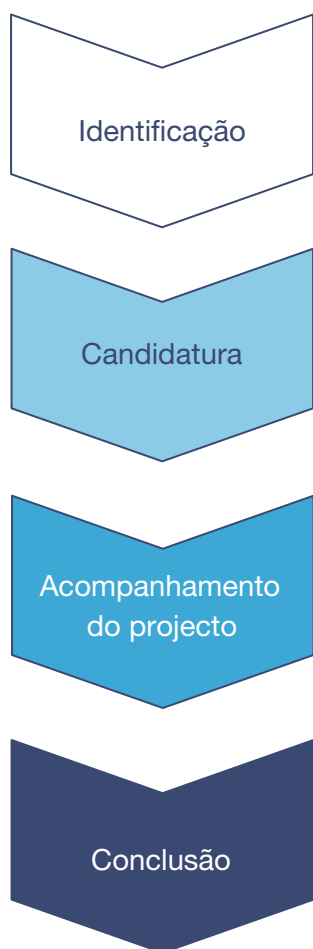 Identificação
Candidatura
Acompanhamento
do projecto
Conclusão